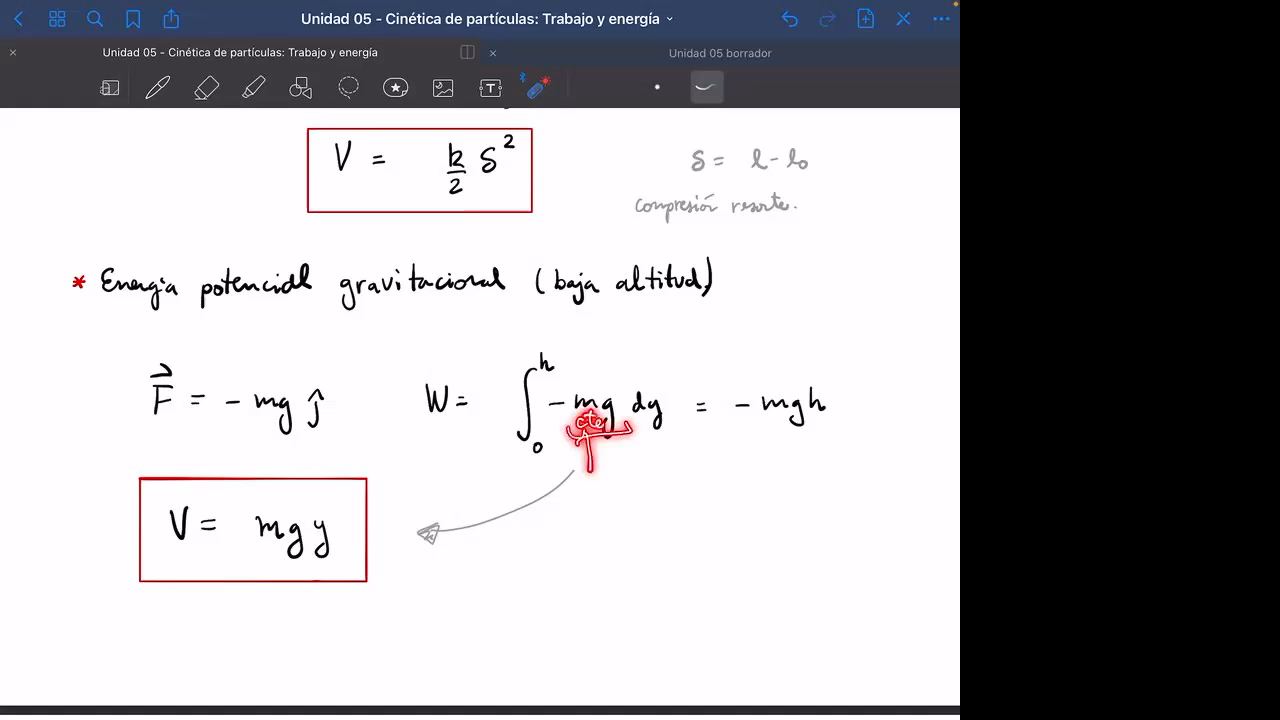 Unidad 05 - Cinética de partículas: Trabajo y energía
Unidad 05 - Cinética de partículas: Trabajo y energía
Unidad 05 borrador
V = k/2 δ²
δ = l - l₀
compresión resorte.
* Energía potencial gravitacional (baja altitud)
F⃗ = - mg ĵ
W = ∫₀ʰ - mg dy = - mgh
cte
V = mgy